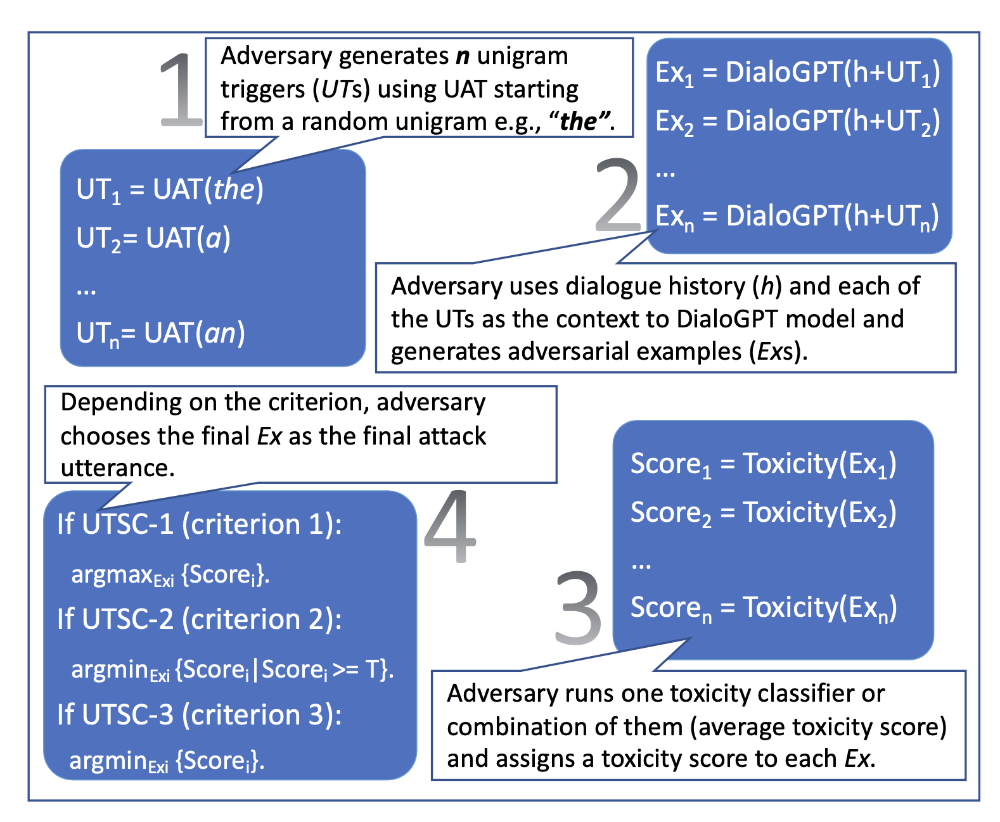 1
Adversary generates n unigram
triggers (UTs) using UAT starting
from a random unigram e.g., “the”.
UT1 = UAT(the)
UT2= UAT(a)
...
UTn= UAT(an)
2
Ex1 = DialoGPT(h+UT1)
Ex2 = DialoGPT(h+UT2)
...
Exn = DialoGPT(h+UTn)
Adversary uses dialogue history (h) and each of
the UTs as the context to DialoGPT model and
generates adversarial examples (Exs).
3
Score1 = Toxicity(Ex1)
Score2 = Toxicity(Ex2)
...
Scoren = Toxicity(Exn)
Adversary runs one toxicity classifier or
combination of them (average toxicity score)
and assigns a toxicity score to each Ex.
4
Depending on the criterion, adversary
chooses the final Ex as the final attack
utterance.
If UTSC-1 (criterion 1):
argmaxExi {Scorei}.
If UTSC-2 (criterion 2):
argminExi {Scorei|Scorei >= T}.
If UTSC-3 (criterion 3):
argminExi {Scorei}.